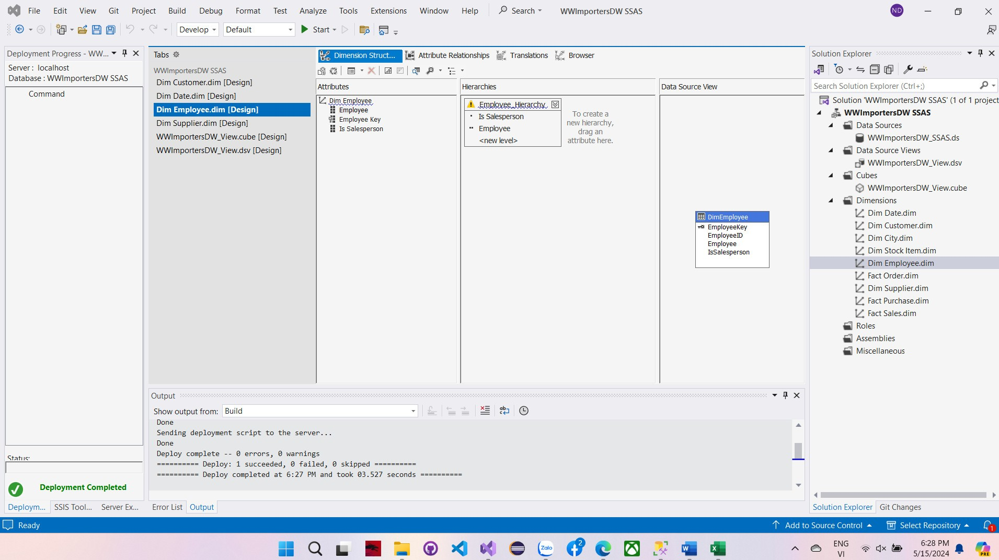 File Edit View Git Project Build Debug Format Test Analyze Tools Extensions Window Help Search WWImportersDW SSAS ND
Develop Default Start
Deployment Progress - WW...
Server : localhost
Database : WWImportersDW SSAS
Command
Status:
Deployment Completed
Deploym... SSIS Tool... Server Ex...
Tabs
WWImportersDW SSAS
Dim Customer.dim [Design]
Dim Date.dim [Design]
Dim Employee.dim [Design]
Dim Supplier.dim [Design]
WWImportersDW_View.cube [Design]
WWImportersDW_View.dsv [Design]
Dimension Struct... Attribute Relationships Translations Browser
Attributes
Dim Employee
Employee
Employee Key
Is Salesperson
Hierarchies
Employee_Hierarchy
Is Salesperson
Employee
<new level>
To create a
new hierarchy,
drag an
attribute here.
Data Source View
DimEmployee
EmployeeKey
EmployeeID
Employee
IsSalesperson
Output
Show output from: Build
Done
Sending deployment script to the server...
Done
Deploy complete -- 0 errors, 0 warnings
========== Deploy: 1 succeeded, 0 failed, 0 skipped ==========
========== Deploy completed at 6:27 PM and took 03.527 seconds ==========
Error List Output
Solution Explorer
Search Solution Explorer (Ctrl+;)
Solution 'WWImportersDW SSAS' (1 of 1 project
WWImportersDW SSAS
Data Sources
WWImportersDW_SSAS.ds
Data Source Views
WWImportersDW_View.dsv
Cubes
WWImportersDW_View.cube
Dimensions
Dim Date.dim
Dim Customer.dim
Dim City.dim
Dim Stock Item.dim
Dim Employee.dim
Fact Order.dim
Dim Supplier.dim
Fact Purchase.dim
Fact Sales.dim
Roles
Assemblies
Miscellaneous
Solution Explorer Git Changes
Ready Add to Source Control Select Repository 1
Zalo 2 ENG
VI
6:28 PM
5/15/2024
PRE